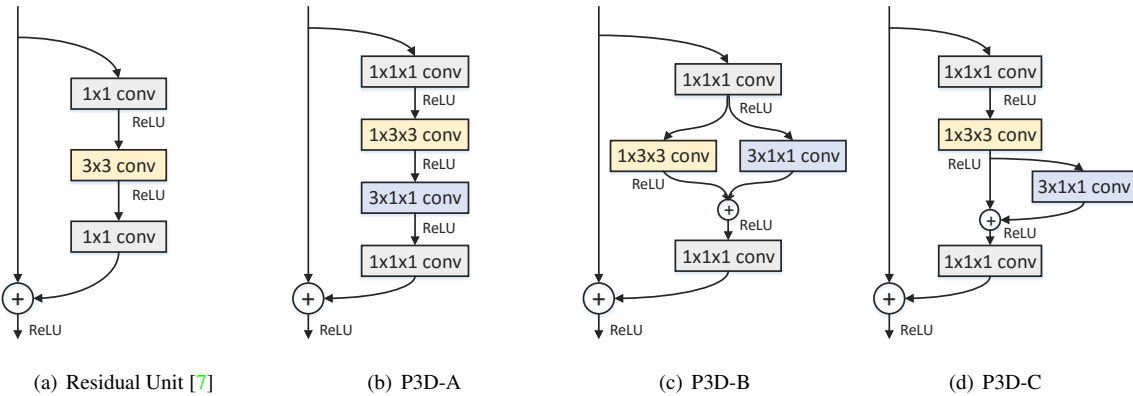 1x1 conv
ReLU
3x3 conv
ReLU
1x1 conv
+
ReLU
(a) Residual Unit [7]
1x1x1 conv
ReLU
1x3x3 conv
ReLU
3x1x1 conv
ReLU
1x1x1 conv
+
ReLU
(b) P3D-A
1x1x1 conv
ReLU
1x3x3 conv
3x1x1 conv
ReLU
+
ReLU
1x1x1 conv
+
ReLU
(c) P3D-B
1x1x1 conv
ReLU
1x3x3 conv
ReLU
3x1x1 conv
+
ReLU
1x1x1 conv
+
ReLU
(d) P3D-C